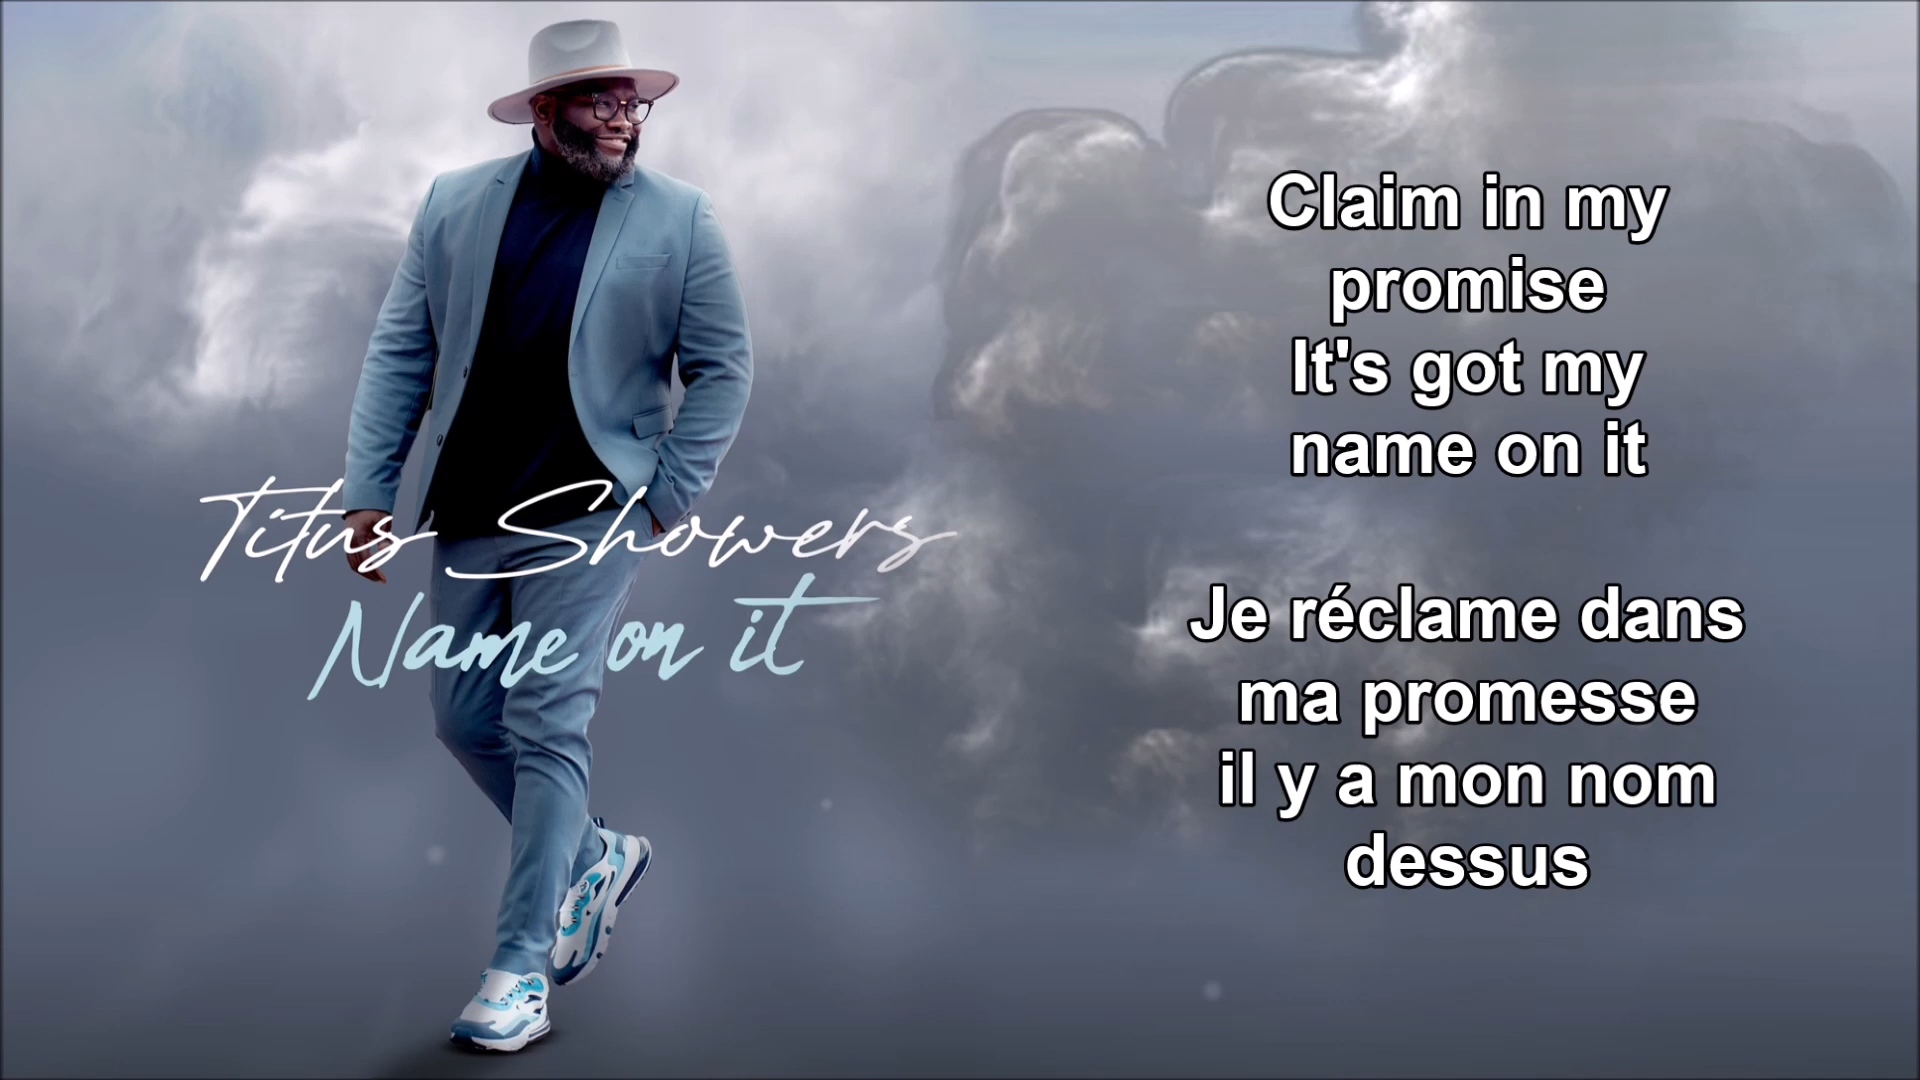 Titus Showers
Name on it
Claim in my
promise
It's got my
name on it
Je réclame dans
ma promesse
il y a mon nom
dessus